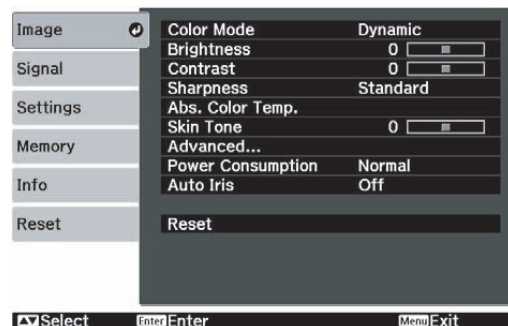 Image
Signal
Settings
Memory
Info
Reset
Color Mode Dynamic
Brightness 0
Contrast 0
Sharpness Standard
Abs. Color Temp.
Skin Tone 0
Advanced...
Power Consumption Normal
Auto Iris Off
Reset
Select Enter Enter Menu Exit